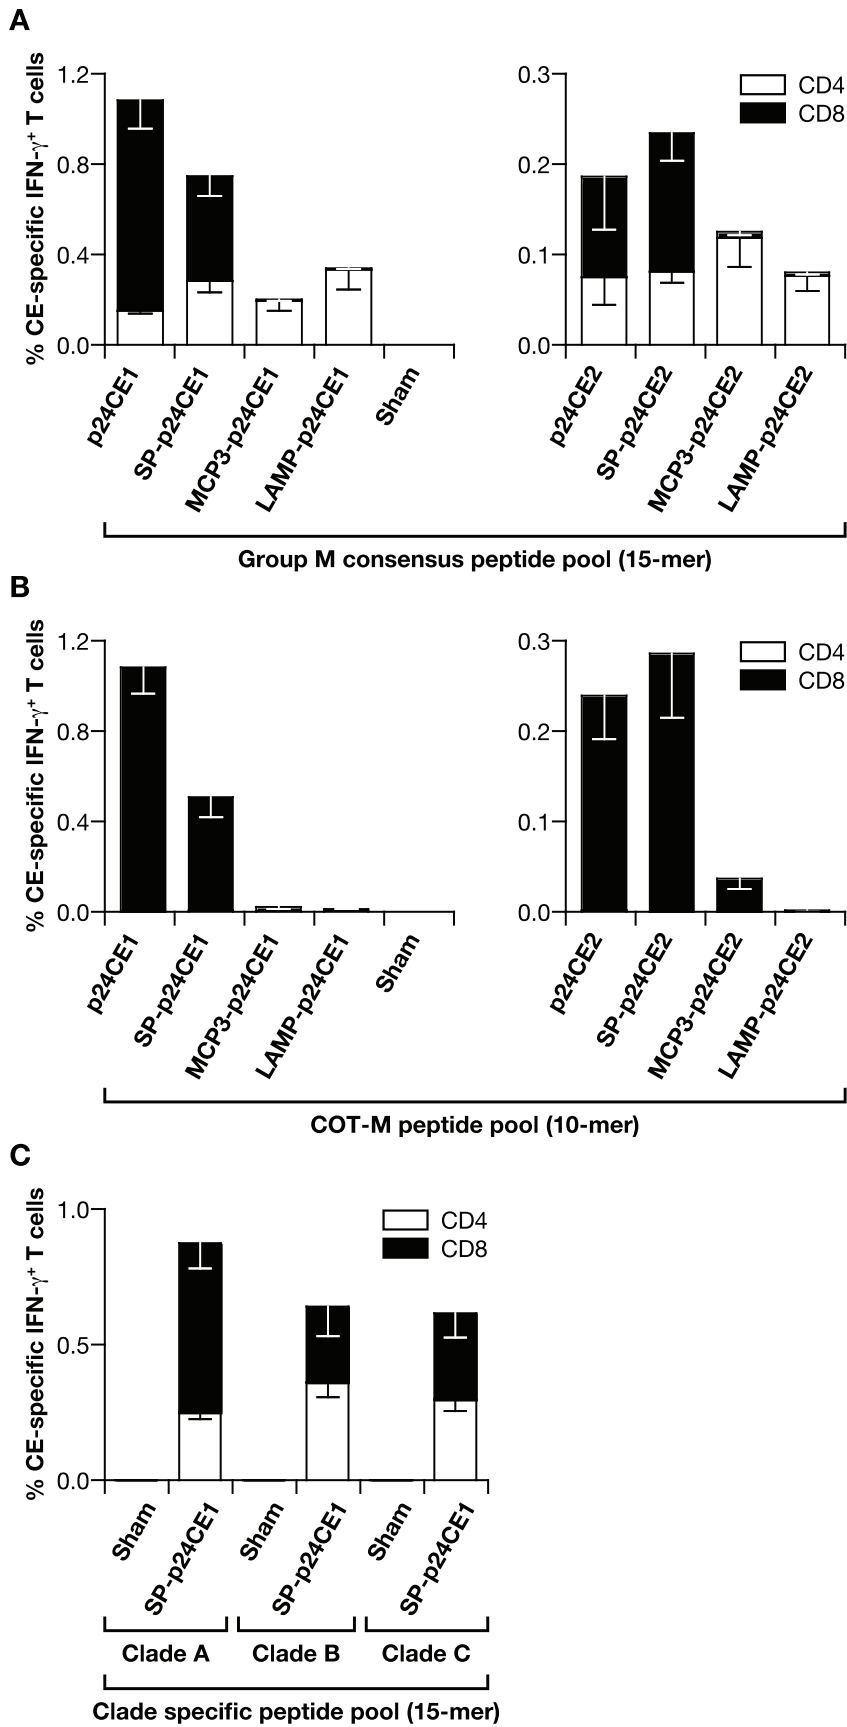 A
% CE-specific IFN-γ+ T cells
1.2
0.8
0.4
0.0
p24CE1
SP-p24CE1
MCP3-p24CE1
LAMP-p24CE1
Sham
0.3
0.2
0.1
0.0
CD4
CD8
p24CE2
SP-p24CE2
MCP3-p24CE2
LAMP-p24CE2
Group M consensus peptide pool (15-mer)
B
% CE-specific IFN-γ+ T cells
1.2
0.8
0.4
0.0
p24CE1
SP-p24CE1
MCP3-p24CE1
LAMP-p24CE1
Sham
0.3
0.2
0.1
0.0
CD4
CD8
p24CE2
SP-p24CE2
MCP3-p24CE2
LAMP-p24CE2
COT-M peptide pool (10-mer)
C
% CE-specific IFN-γ+ T cells
1.0
0.5
0.0
CD4
CD8
Sham
SP-p24CE1
Sham
SP-p24CE1
Sham
SP-p24CE1
Clade A
Clade B
Clade C
Clade specific peptide pool (15-mer)